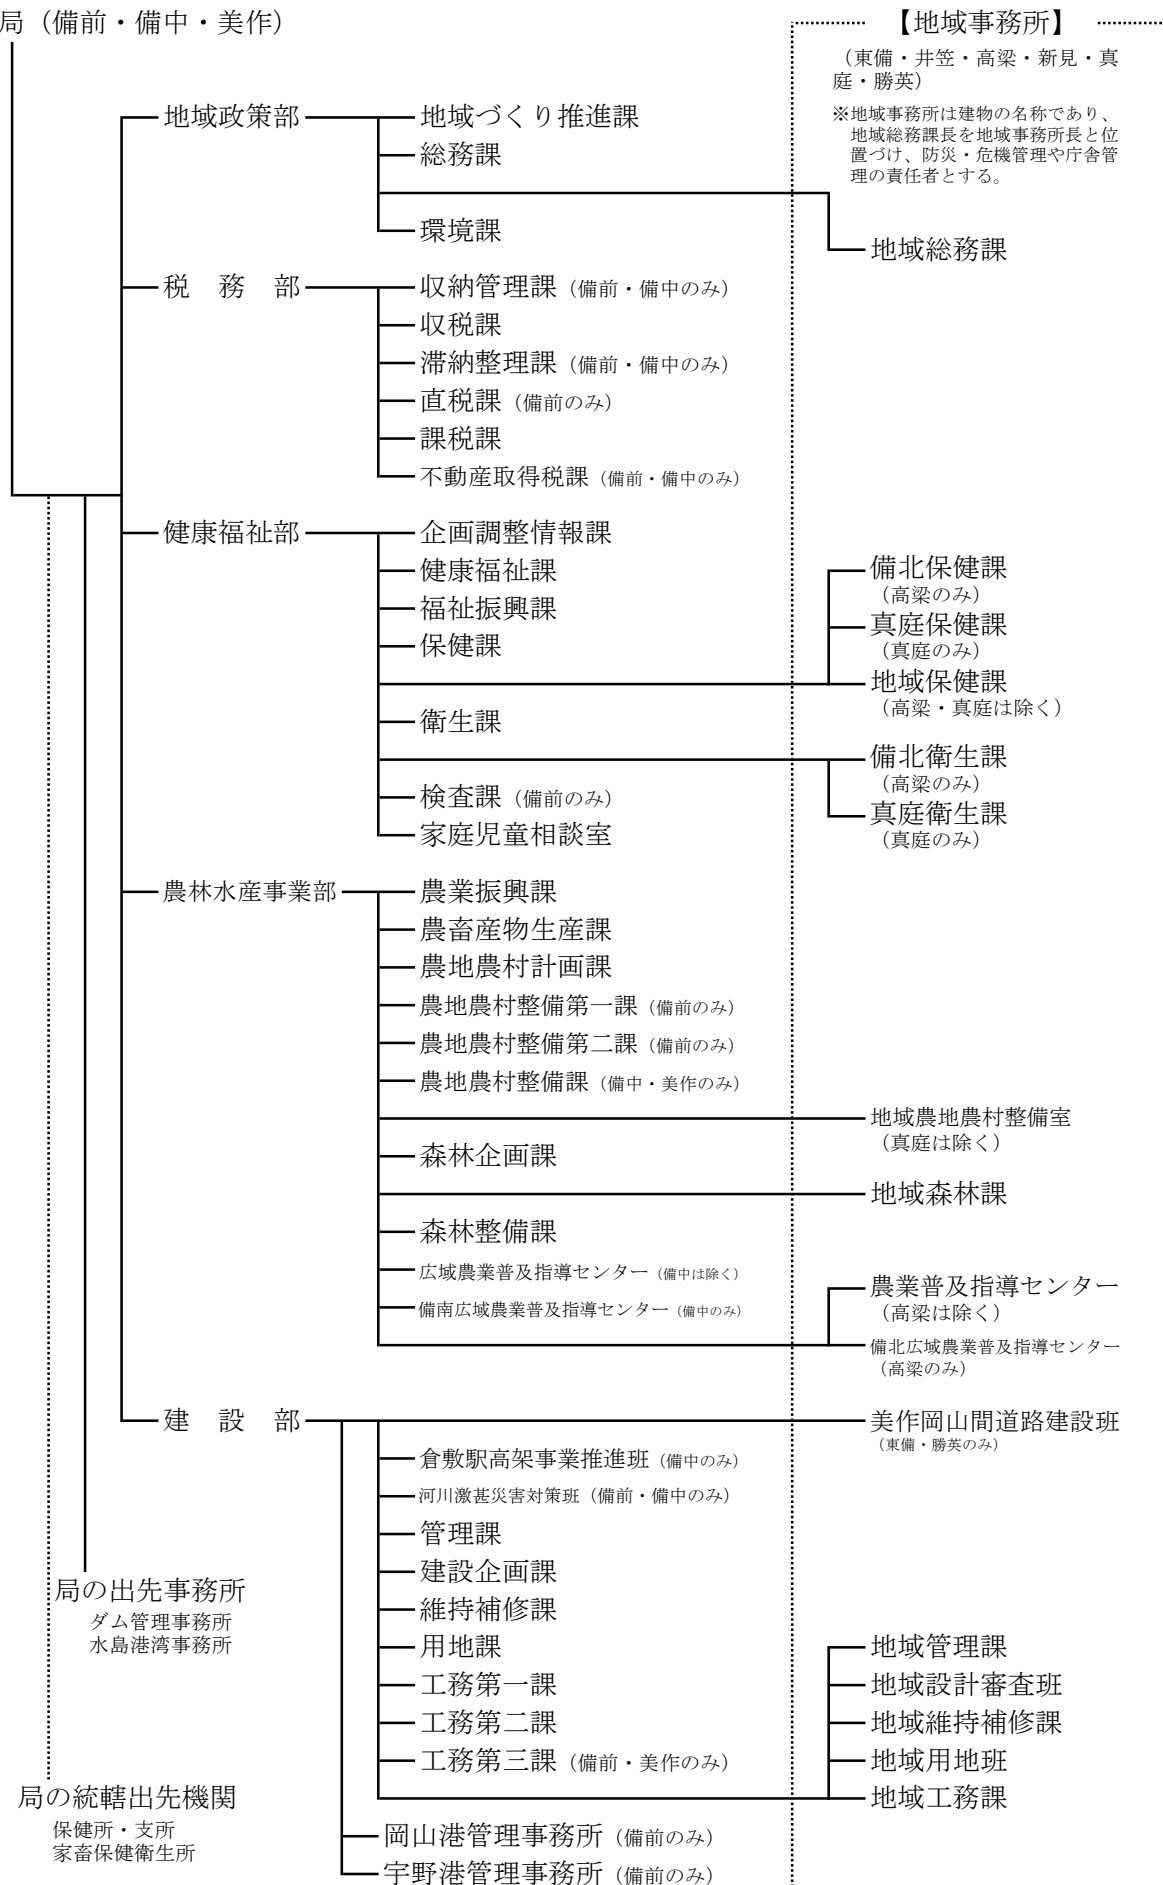 局（備前・備中・美作）
【地域事務所】
（東備・井笠・高梁・新見・真
庭・勝英）
※地域事務所は建物の名称であり、
地域総務課長を地域事務所長と位
置づけ、防災・危機管理や庁舎管
理の責任者とする。
地域政策部
地域づくり推進課
総務課
環境課
地域総務課
税　務　部
収納管理課（備前・備中のみ）
収税課
滞納整理課（備前・備中のみ）
直税課（備前のみ）
課税課
不動産取得税課（備前・備中のみ）
健康福祉部
企画調整情報課
健康福祉課
福祉振興課
保健課
備北保健課
（高梁のみ）
真庭保健課
（真庭のみ）
地域保健課
（高梁・真庭は除く）
衛生課
備北衛生課
（高梁のみ）
真庭衛生課
（真庭のみ）
検査課（備前のみ）
家庭児童相談室
農林水産事業部
農業振興課
農畜産物生産課
農地農村計画課
農地農村整備第一課（備前のみ）
農地農村整備第二課（備前のみ）
農地農村整備課（備中・美作のみ）
地域農地農村整備室
（真庭は除く）
森林企画課
地域森林課
森林整備課
広域農業普及指導センター（備中は除く）
備南広域農業普及指導センター（備中のみ）
農業普及指導センター
（高梁は除く）
備北広域農業普及指導センター
（高梁のみ）
建　設　部
美作岡山間道路建設班
（東備・勝英のみ）
倉敷駅高架事業推進班（備中のみ）
河川激甚災害対策班（備前・備中のみ）
管理課
建設企画課
維持補修課
用地課
工務第一課
工務第二課
工務第三課（備前・美作のみ）
地域管理課
地域設計審査班
地域維持補修課
地域用地班
地域工務課
岡山港管理事務所（備前のみ）
宇野港管理事務所（備前のみ）
局の出先事務所
ダム管理事務所
水島港湾事務所
局の統轄出先機関
保健所・支所
家畜保健衛生所